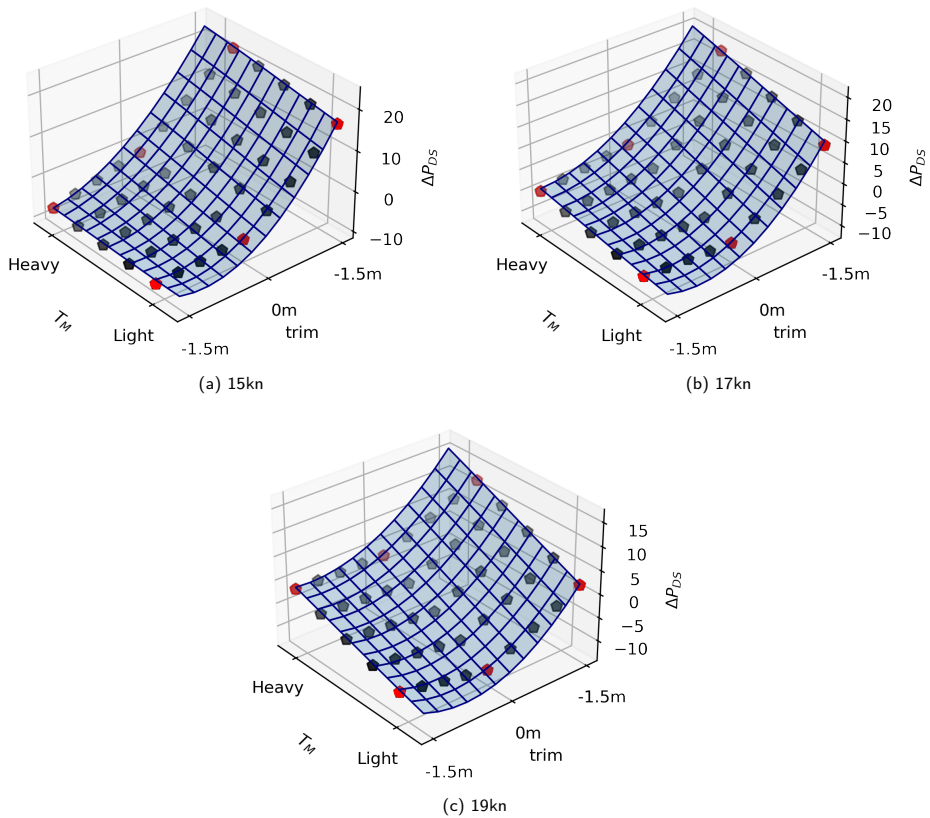 20
10
0
−10
ΔP_DS
Heavy
T_M
Light
-1.5m
0m
trim
-1.5m
(a) 15kn
20
15
10
5
0
−5
−10
ΔP_DS
Heavy
T_M
Light
-1.5m
0m
trim
-1.5m
(b) 17kn
15
10
5
0
−5
−10
ΔP_DS
Heavy
T_M
Light
-1.5m
0m
trim
-1.5m
(c) 19kn